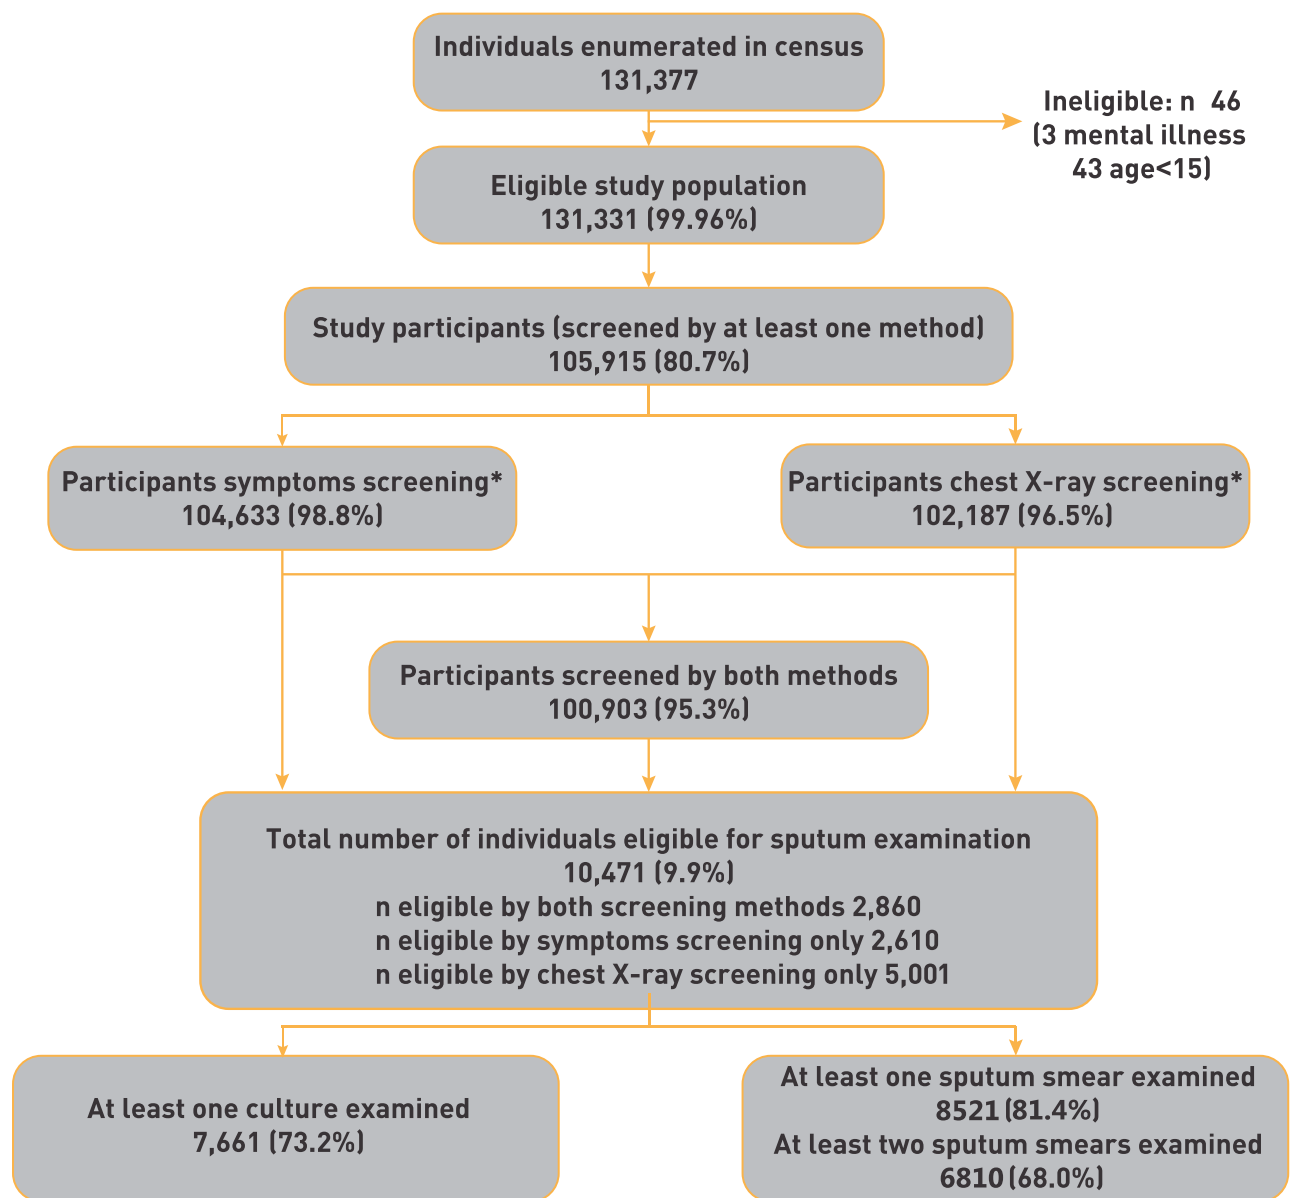 Individuals enumerated in census
131,377
Ineligible: n 46
(3 mental illness
43 age<15)
Eligible study population
131,331 (99.96%)
Study participants (screened by at least one method)
105,915 (80.7%)
Participants symptoms screening*
104,633 (98.8%)
Participants chest X-ray screening*
102,187 (96.5%)
Participants screened by both methods
100,903 (95.3%)
Total number of individuals eligible for sputum examination
10,471 (9.9%)
n eligible by both screening methods 2,860
n eligible by symptoms screening only 2,610
n eligible by chest X-ray screening only 5,001
At least one culture examined
7,661 (73.2%)
At least one sputum smear examined
8521 (81.4%)
At least two sputum smears examined
6810 (68.0%)